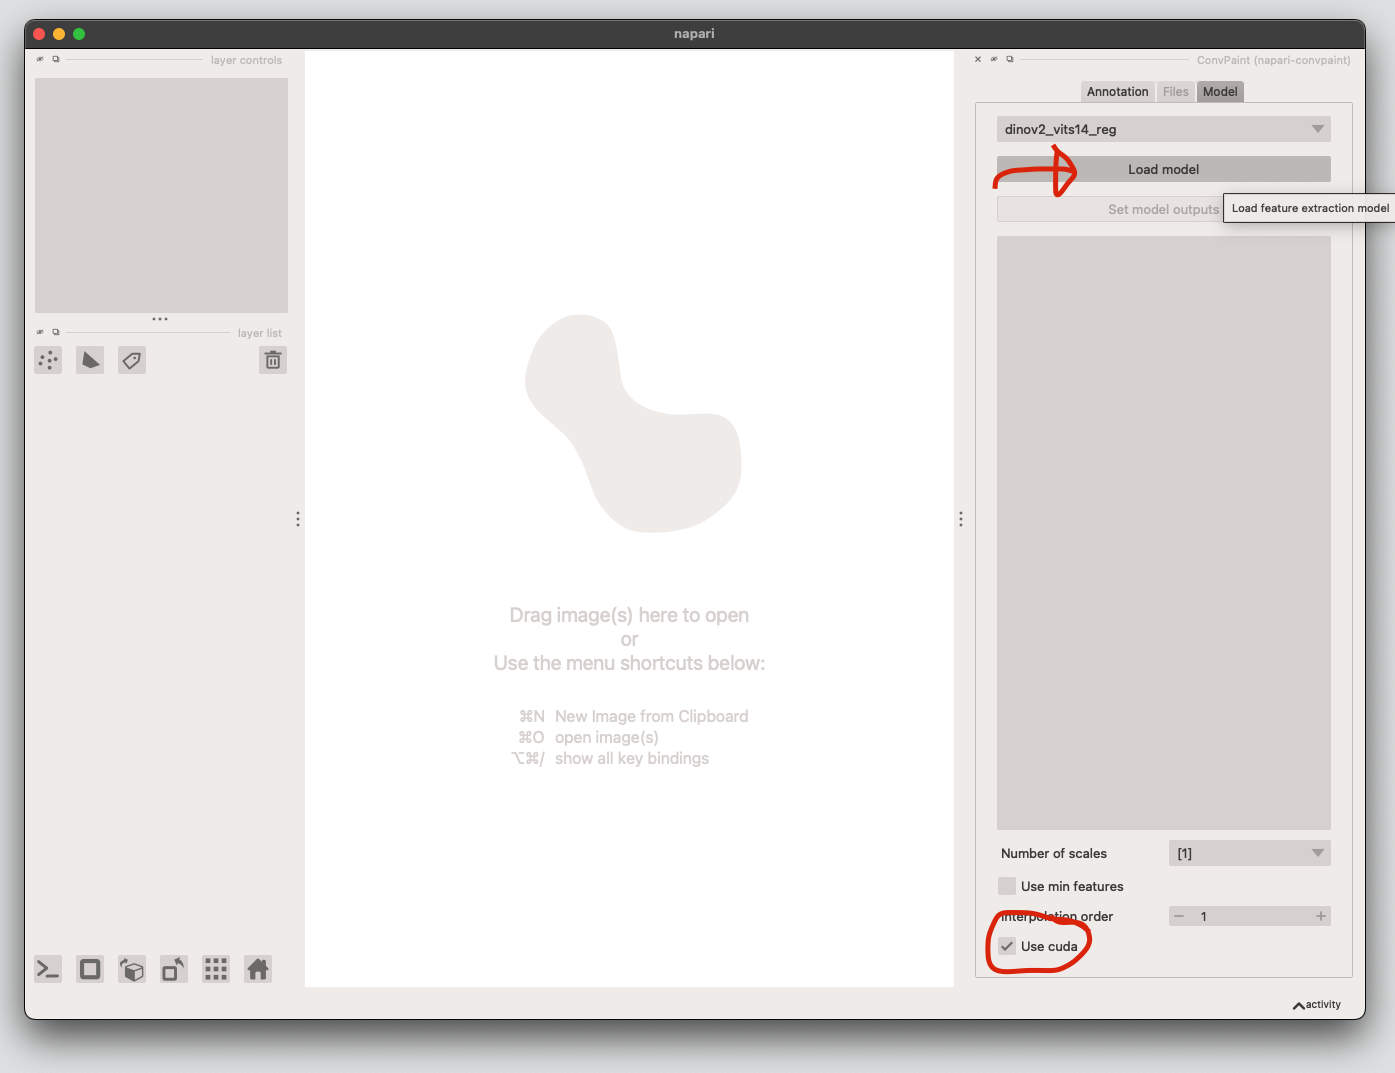 napari
layer controls
layer list
Drag image(s) here to open
or
Use the menu shortcuts below:
⌘N New Image from Clipboard
⌘O open image(s)
⌥⌘/ show all key bindings
ConvPaint (napari-convpaint)
Annotation Files Model
dinov2_vits14_reg
Load model
Set model outputs
Load feature extraction model
Number of scales [1]
Use min features
Interpolation order 1
Use cuda
activity